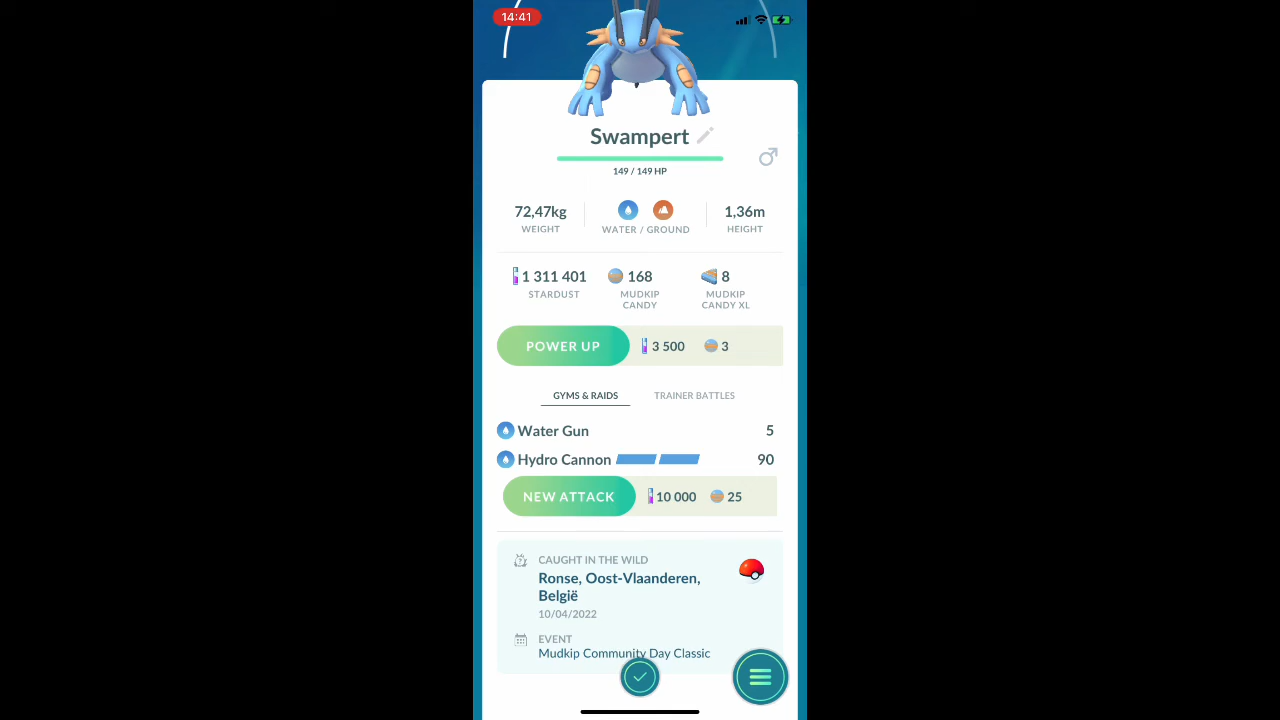 14:41
Swampert
149 / 149 HP
72,47kg
WEIGHT
WATER / GROUND
1,36m
HEIGHT
1 311 401
STARDUST
168
MUDKIP
CANDY
8
MUDKIP
CANDY XL
POWER UP 3 500 3
GYMS & RAIDS TRAINER BATTLES
Water Gun 5
Hydro Cannon 90
NEW ATTACK 10 000 25
CAUGHT IN THE WILD
Ronse, Oost-Vlaanderen,
België
10/04/2022
EVENT
Mudkip Community Day Classic